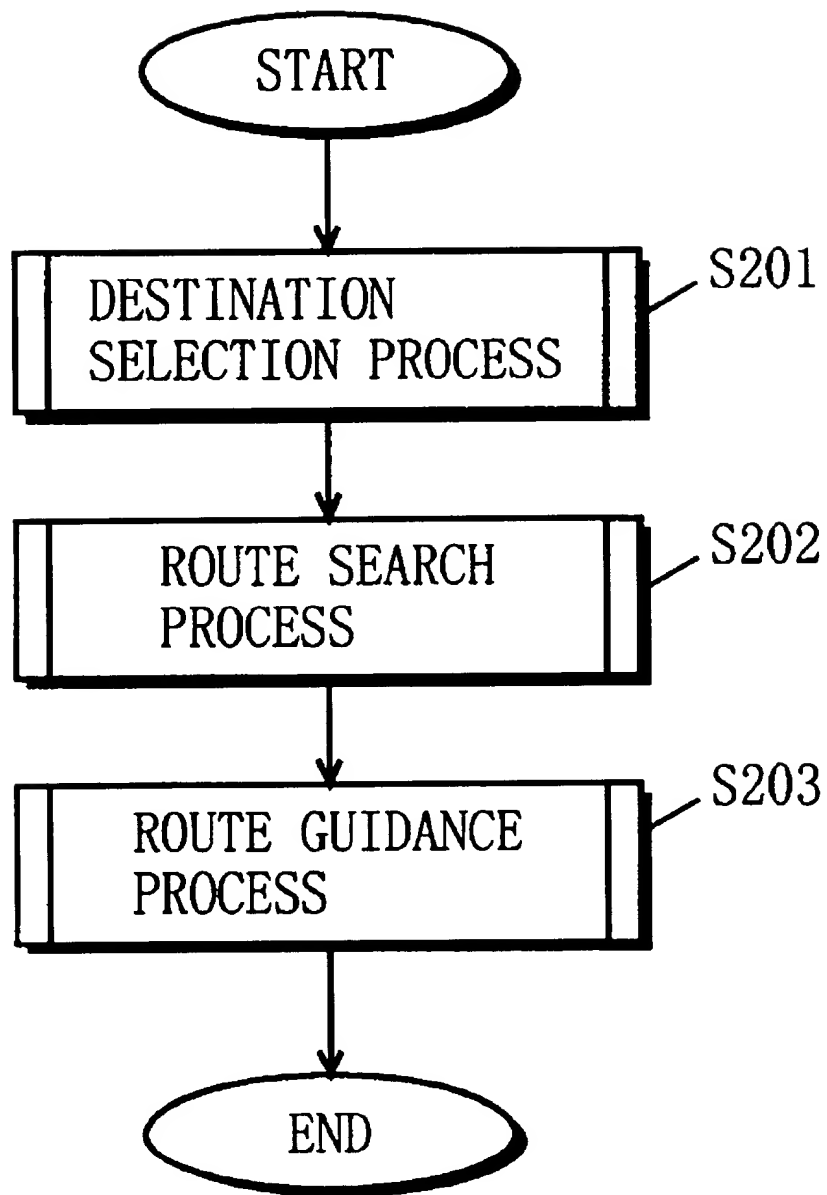 START
DESTINATION
SELECTION PROCESS
S201
ROUTE SEARCH
PROCESS
S202
ROUTE GUIDANCE
PROCESS
S203
END